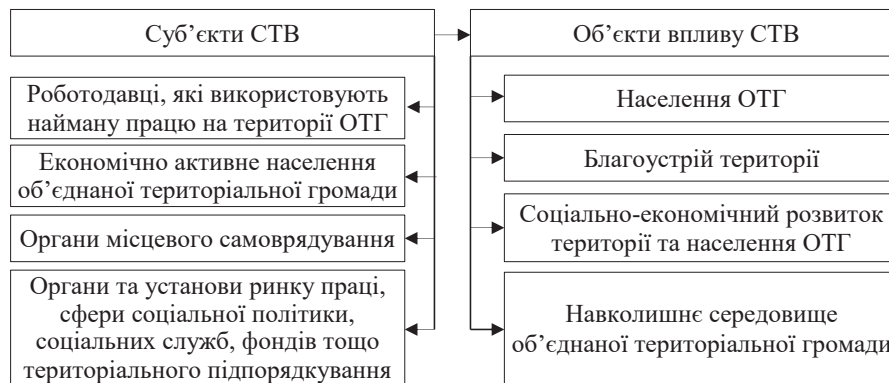 Суб’єкти СТВ
Об’єкти впливу СТВ
Роботодавці, які використовують
найману працю на території ОТГ
Економічно активне населення
об’єднаної територіальної громади
Органи місцевого самоврядування
Органи та установи ринку праці,
сфери соціальної політики,
соціальних служб, фондів тощо
територіального підпорядкування
Населення ОТГ
Благоустрій території
Соціально-економічний розвиток
території та населення ОТГ
Навколишнє середовище
об’єднаної територіальної громади